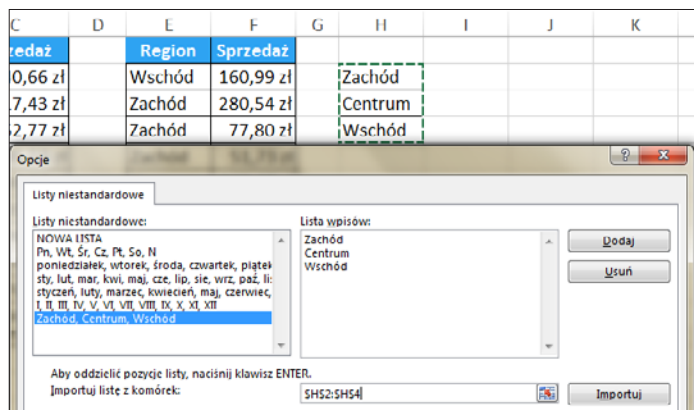 C D E F G H I J K
zedaż Region Sprzedaż
0,66 zł Wschód 160,99 zł Zachód
7,43 zł Zachód 280,54 zł Centrum
2,77 zł Zachód 77,80 zł Wschód
Opcje
Listy niestandardowe
Listy niestandardowe:
NOWA LISTA
Pn, Wt, Śr, Cz, Pt, So, N
poniedziałek, wtorek, środa, czwartek, piątek
sty, lut, mar, kwi, maj, cze, lip, sie, wrz, paź, li
styczeń, luty, marzec, kwiecień, maj, czerwiec,
I, II, III, IV, V, VI, VII, VIII, IX, X, XI, XII
Zachód, Centrum, Wschód
Lista wpisów:
Zachód
Centrum
Wschód
Dodaj
Usuń
Aby oddzielić pozycje listy, naciśnij klawisz ENTER.
Importuj listę z komórek:
$H$2:$H$4
Importuj